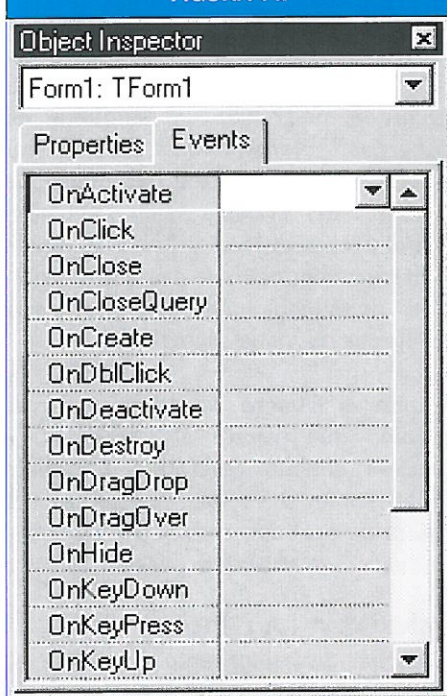 Object Inspector
Form1: TForm1
Properties Events
OnActivate
OnClick
OnClose
OnCloseQuery
OnCreate
OnDblClick
OnDeactivate
OnDestroy
OnDragDrop
OnDragOver
OnHide
OnKeyDown
OnKeyPress
OnKeyUp